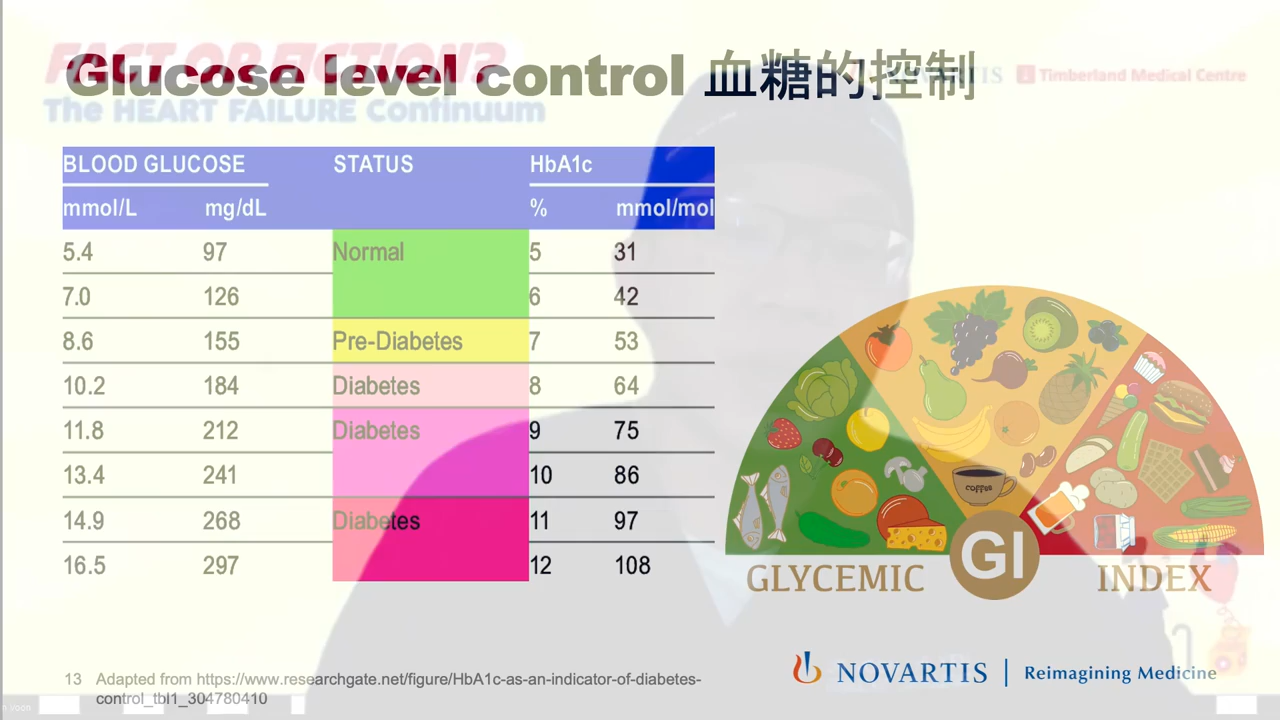 FACT OR FICTION?
The HEART FAILURE Continuum
Glucose level control 血糖的控制
NOVARTIS
Timberland Medical Centre
BLOOD GLUCOSE STATUS HbA1c
mmol/L mg/dL % mmol/mol
5.4 97 Normal 5 31
7.0 126 6 42
8.6 155 Pre-Diabetes 7 53
10.2 184 Diabetes 8 64
11.8 212 Diabetes 9 75
13.4 241 10 86
14.9 268 Diabetes 11 97
16.5 297 12 108
COFFEE
GI
GLYCEMIC INDEX
13 Adapted from https://www.researchgate.net/figure/HbA1c-as-an-indicator-of-diabetes-
control_tbl1_304780410
NOVARTIS | Reimagining Medicine